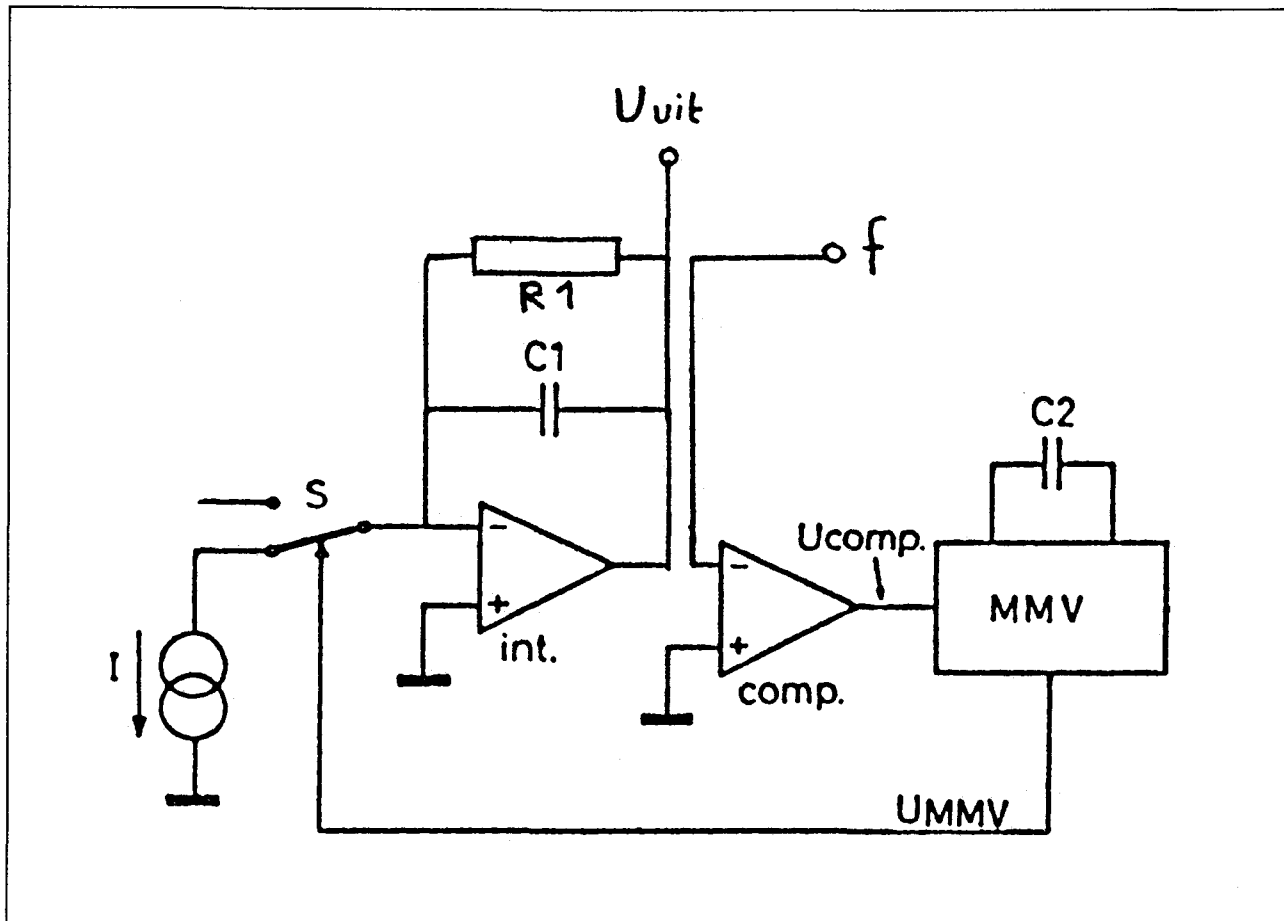 Uuit
f
R1
C1
C2
S
Ucomp.
-
-
MMV
+
int.
+
I
comp.
UMMV